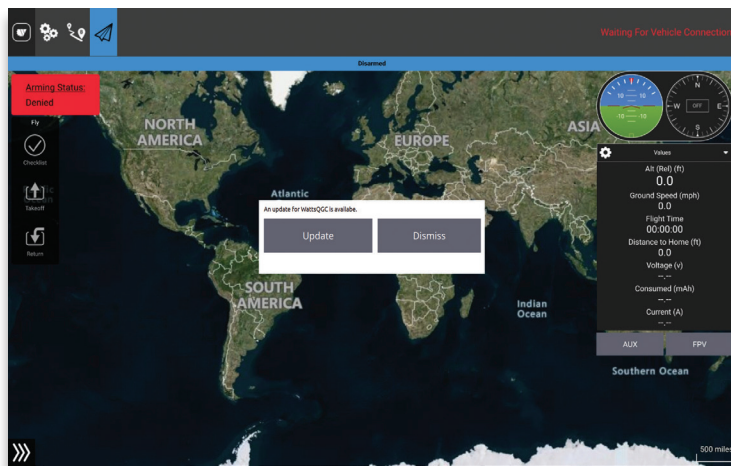 Waiting For Vehicle Connection
Disarmed
Arming Status:
Denied
Fly
Checklist
Takeoff
Return
NORTH
AMERICA
EUROPE
ASIA
Atlantic
SOUTH
AMERICA
Indian
Ocean
Southern Ocean
An update for WattsQGC is availabe.
Update
Dismiss
10
10
-10
-10
N
W
OFF
E
S
Values
Alt (Rel) (ft)
0.0
Ground Speed (mph)
0.0
Flight Time
00:00:00
Distance to Home (ft)
0.0
Voltage (v)
--.--
Consumed (mAh)
--.--
Current (A)
--.--
AUX
FPV
500 miles